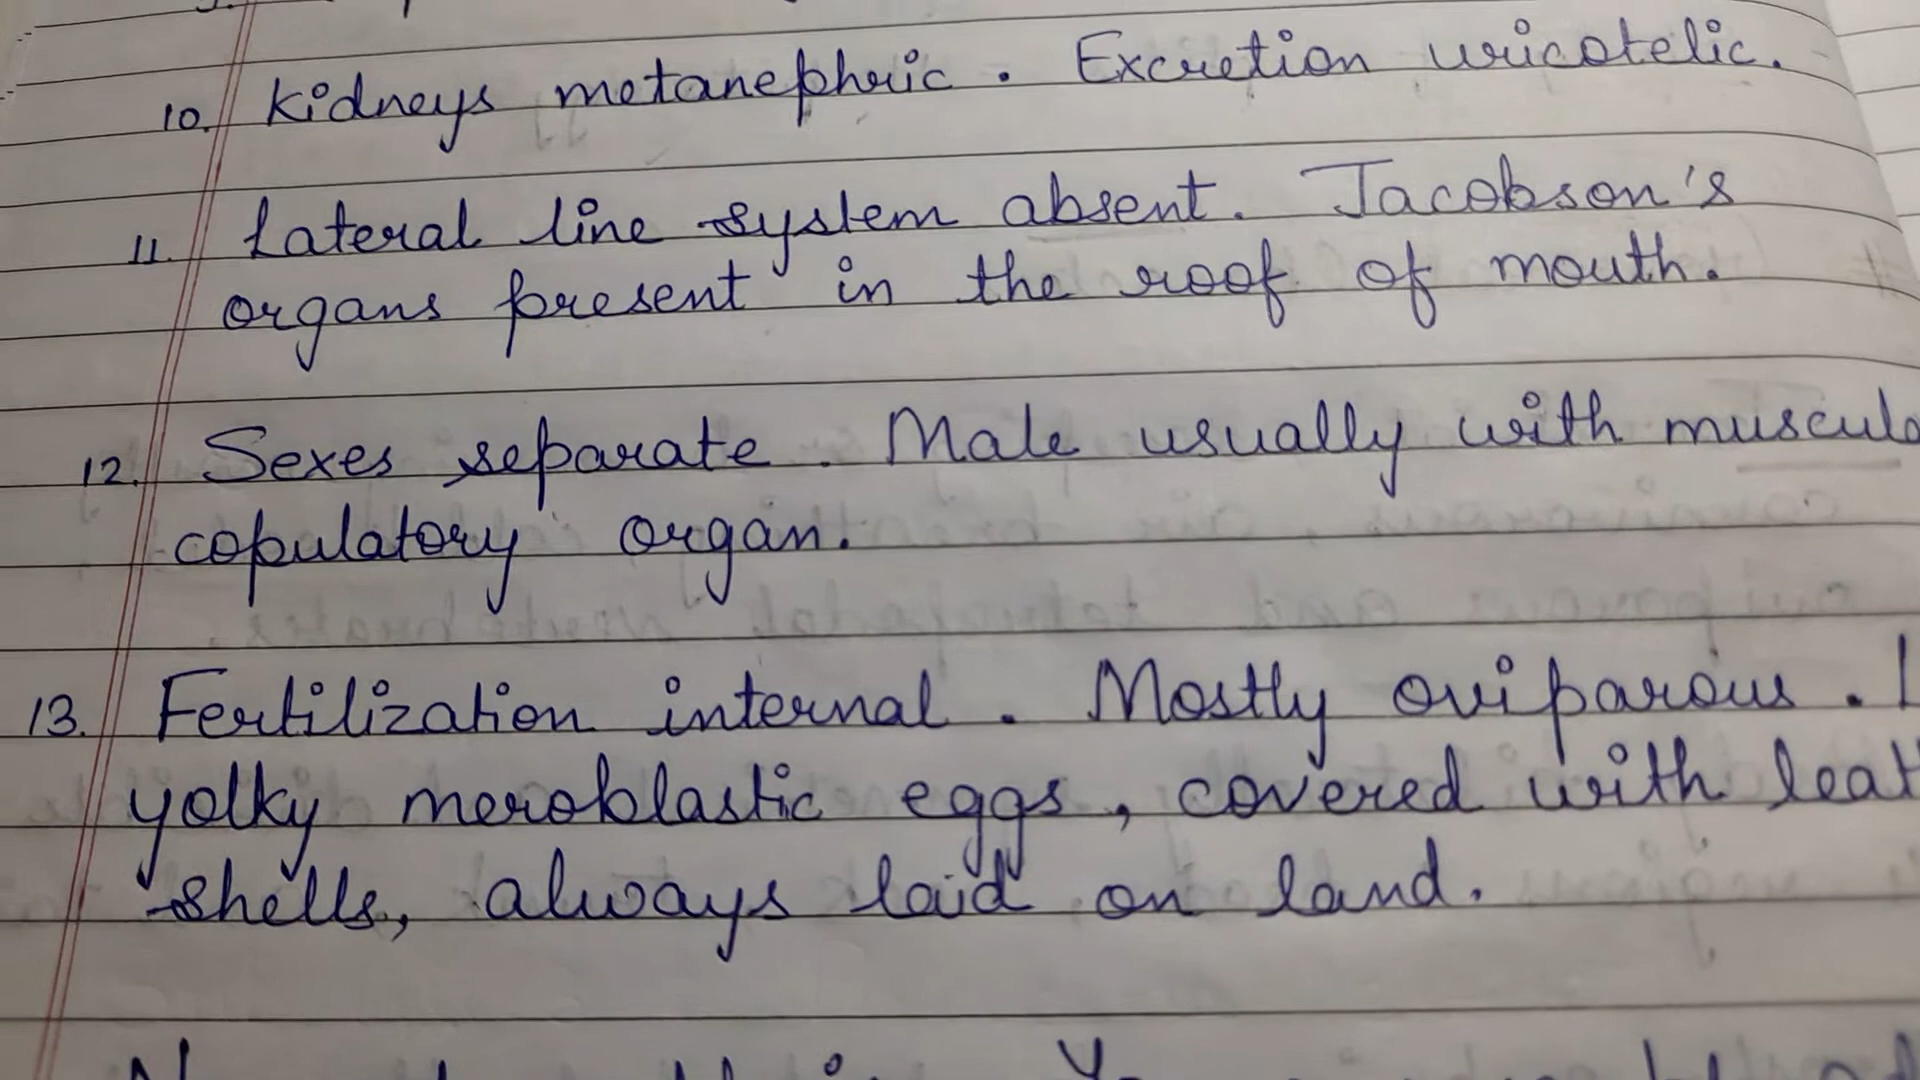 10. Kidneys metanephric. Excretion uricotelic.
11. Lateral line system absent. Jacobson's
organs present in the roof of mouth.
12. Sexes separate. Male usually with
copulatory organ.
13. Fertilization internal. Mostly oviparous.
yolky meroblastic eggs, covered with
shells, always laid on land.